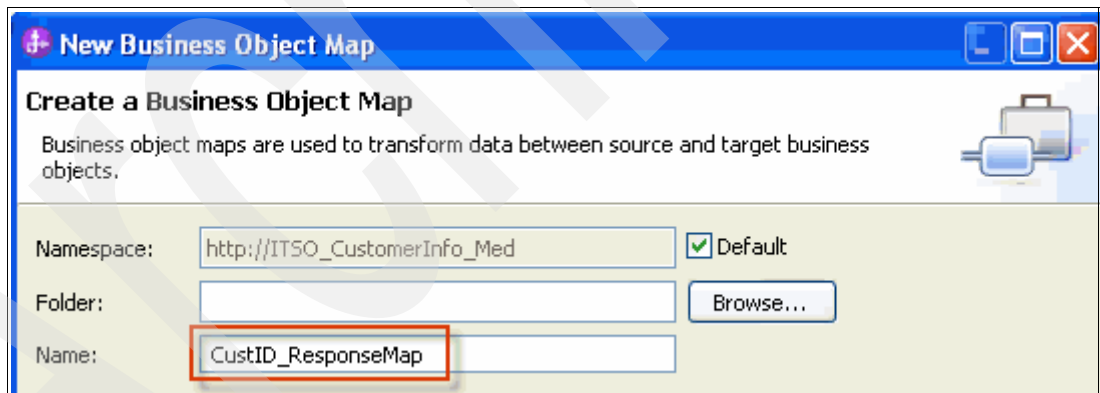 New Business Object Map
Create a Business Object Map
Business object maps are used to transform data between source and target business
objects.
Namespace: http://ITSO_CustomerInfo_Med Default
Folder: Browse...
Name: CustID_ResponseMap